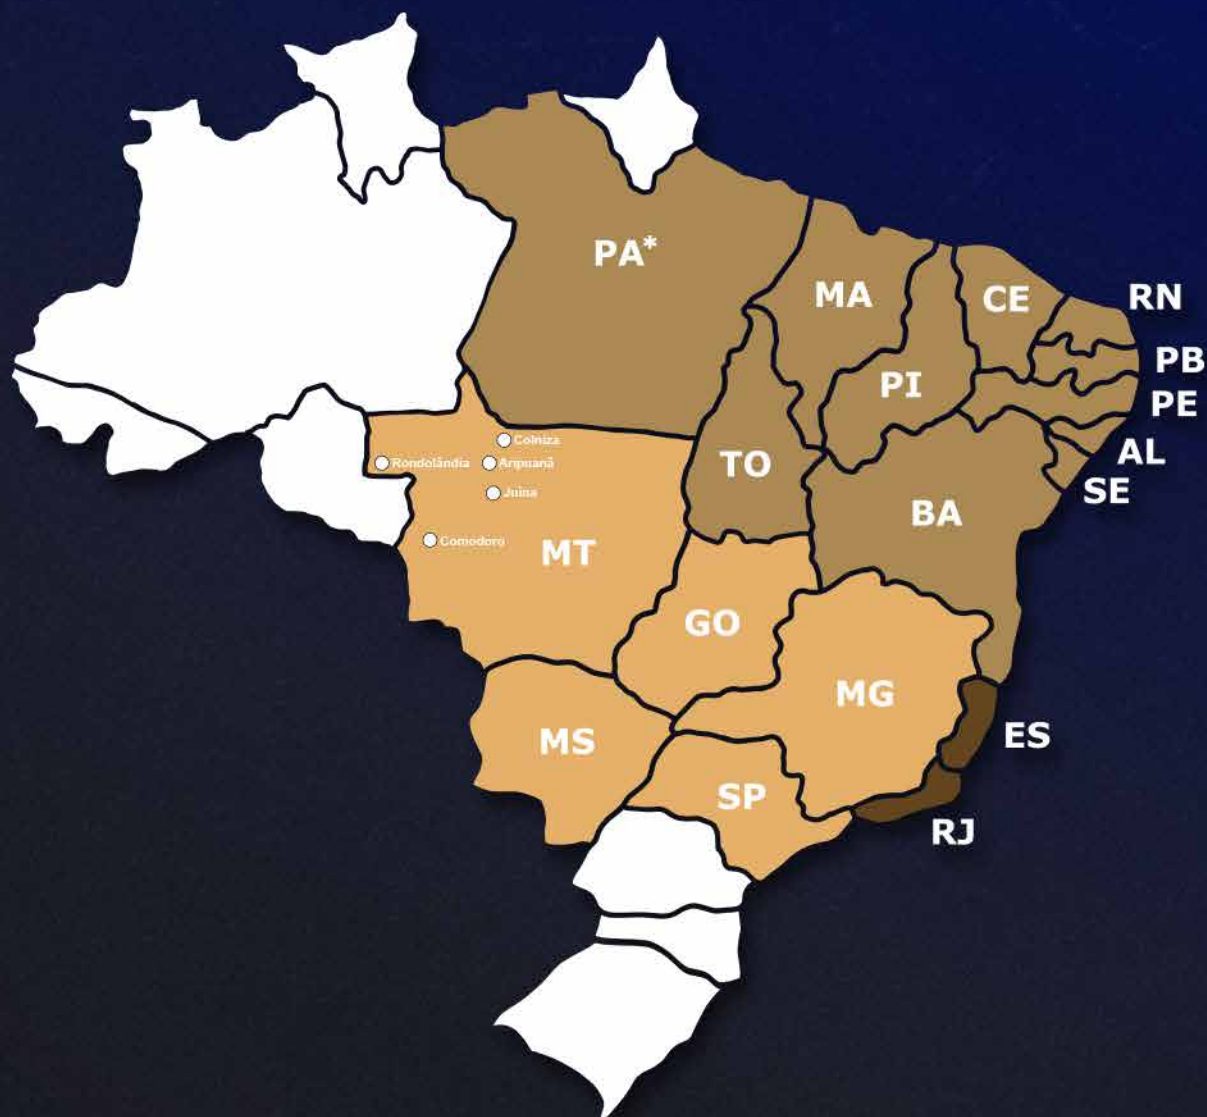 PA*
MA
CE
RN
PB
PI
PE
Colniza
AL
Rondolândia
Aripuanã
TO
SE
Juína
BA
Comodoro
MT
GO
MG
ES
MS
SP
RJ